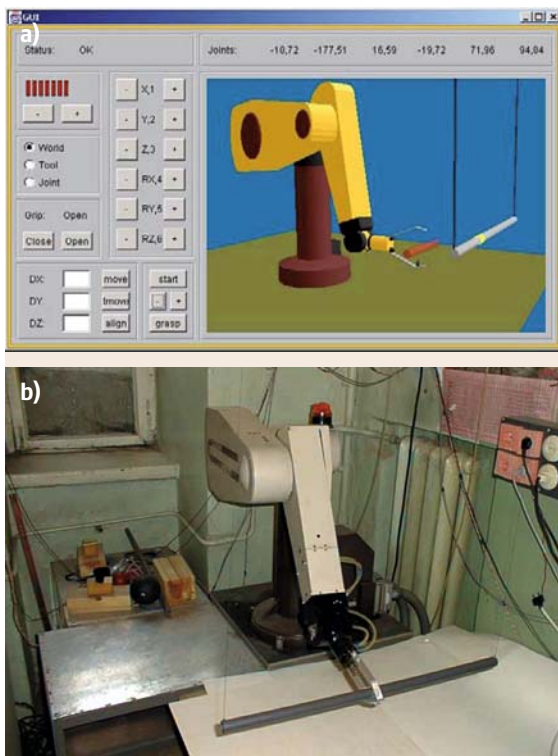 GUI
a)
Status: OK
Joints: -10,72 -177,51 16,59 -19,72 71,96 94,04
- X,1 +
- +
- Y,2 +
World
- Z,3 +
Tool
Joint
- RX,4 +
Grip: Open
- RY,5 +
Close Open
- RZ,6 +
DX: move start
DY: tmove - +
DZ: align grasp
b)